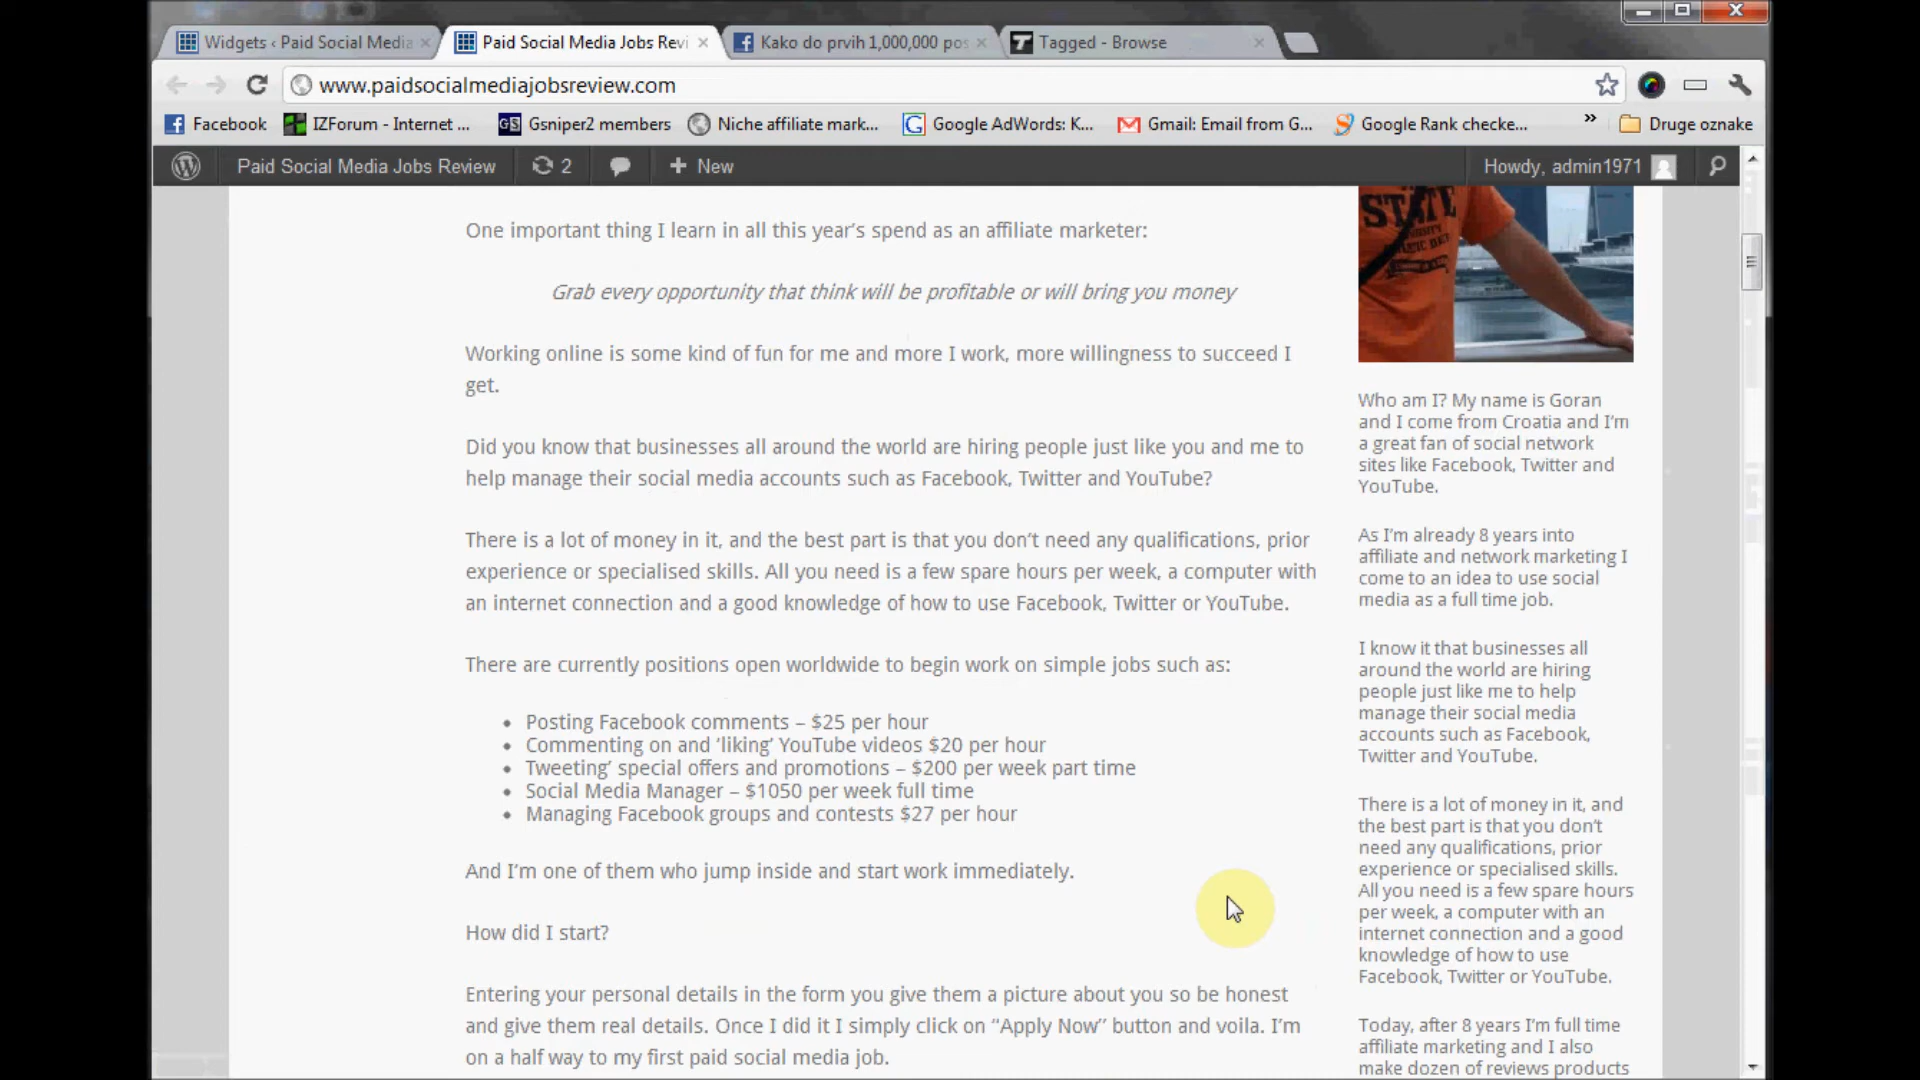 Widgets ‹ Paid Social Media
Paid Social Media Jobs Revi
Kako do prvih 1,000,000 pos
Tagged - Browse
www.paidsocialmediajobsreview.com
Facebook
IZForum - Internet ...
GS
Gsniper2 members
Niche affiliate mark...
Google AdWords: K...
Gmail: Email from G...
Google Rank checke...
»
Druge oznake
Paid Social Media Jobs Review
2
New
Howdy, admin1971
One important thing I learn in all this year’s spend as an affiliate marketer:
Grab every opportunity that think will be profitable or will bring you money
Working online is some kind of fun for me and more I work, more willingness to succeed I
get.
Did you know that businesses all around the world are hiring people just like you and me to
help manage their social media accounts such as Facebook, Twitter and YouTube?
There is a lot of money in it, and the best part is that you don’t need any qualifications, prior
experience or specialised skills. All you need is a few spare hours per week, a computer with
an internet connection and a good knowledge of how to use Facebook, Twitter or YouTube.
There are currently positions open worldwide to begin work on simple jobs such as:
• Posting Facebook comments – $25 per hour
• Commenting on and ‘liking’ YouTube videos $20 per hour
• Tweeting’ special offers and promotions – $200 per week part time
• Social Media Manager – $1050 per week full time
• Managing Facebook groups and contests $27 per hour
And I’m one of them who jump inside and start work immediately.
How did I start?
Entering your personal details in the form you give them a picture about you so be honest
and give them real details. Once I did it I simply click on “Apply Now” button and voila. I’m
on a half way to my first paid social media job.
STATE
Who am I? My name is Goran
and I come from Croatia and I’m
a great fan of social network
sites like Facebook, Twitter and
YouTube.
As I’m already 8 years into
affiliate and network marketing I
come to an idea to use social
media as a full time job.
I know it that businesses all
around the world are hiring
people just like me to help
manage their social media
accounts such as Facebook,
Twitter and YouTube.
There is a lot of money in it, and
the best part is that you don’t
need any qualifications, prior
experience or specialised skills.
All you need is a few spare hours
per week, a computer with an
internet connection and a good
knowledge of how to use
Facebook, Twitter or YouTube.
Today, after 8 years I’m full time
affiliate marketing and I also
make dozen of reviews products